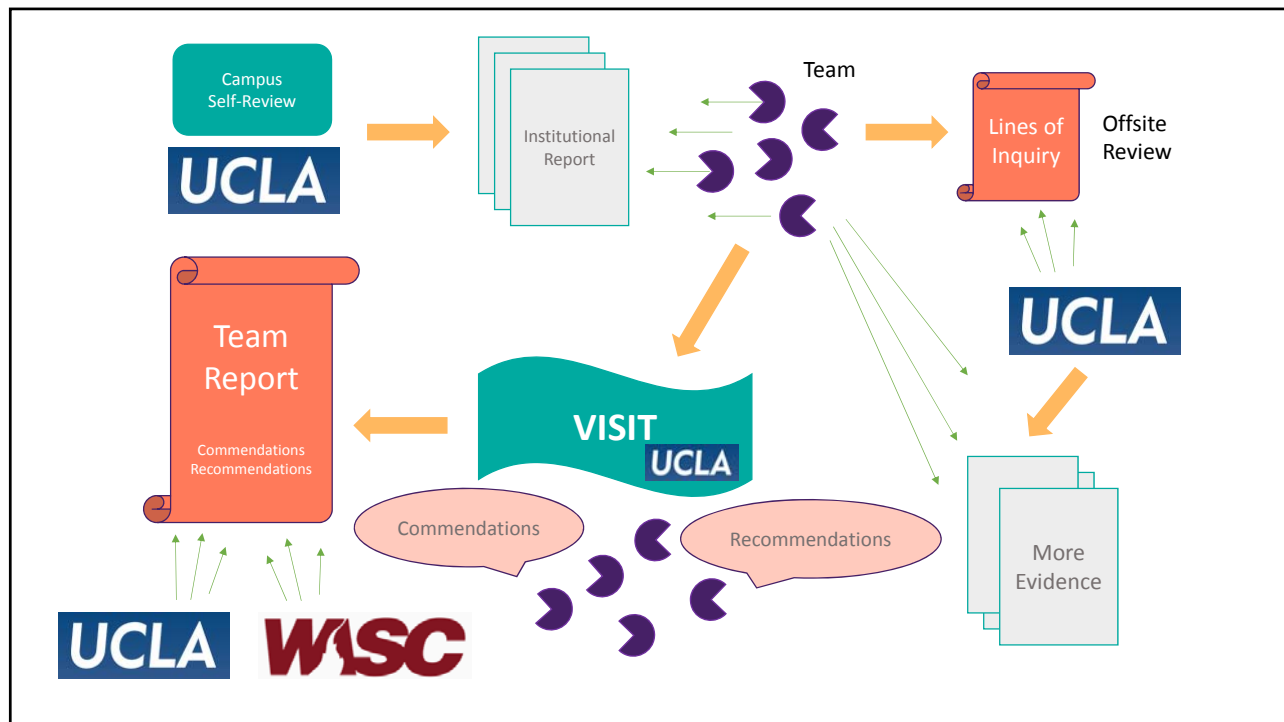 Campus
Self-Review
UCLA
Institutional
Report
Team
Lines of
Inquiry
Offsite
Review
UCLA
Team
Report
Commendations
Recommendations
VISIT
UCLA
Commendations
Recommendations
More
Evidence
UCLA
WASC